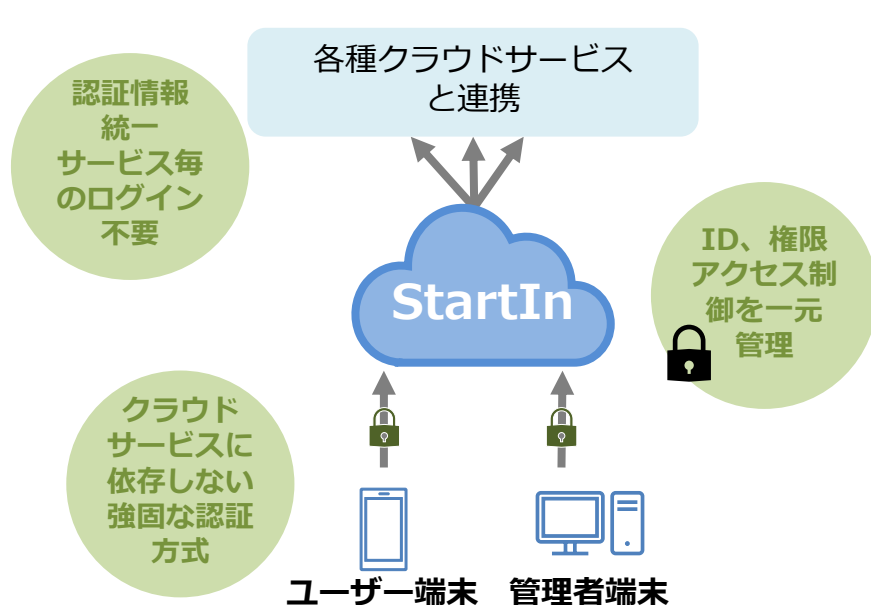 各種クラウドサービス
と連携
認証情報
統一
サービス毎
のログイン
不要
StartIn
ID、権限
アクセス制
御を一元
管理
クラウド
サービスに
依存しない
強固な認証
方式
ユーザー端末
管理者端末